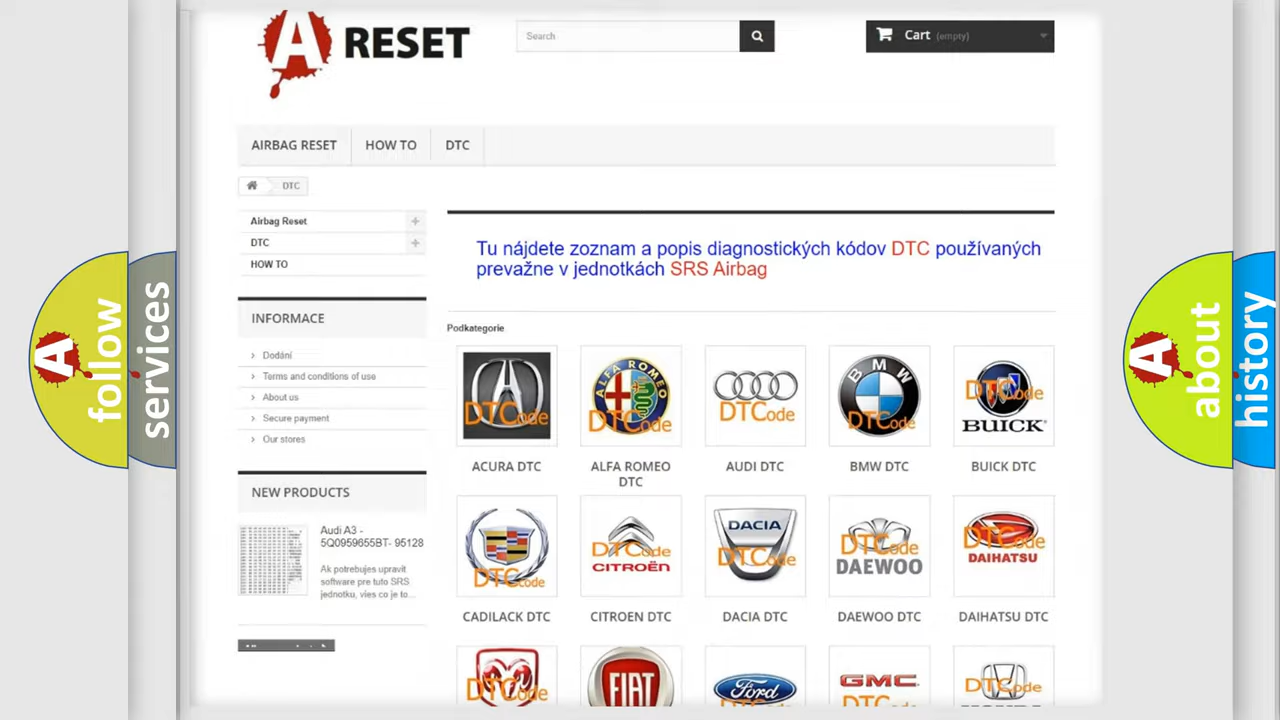 A RESET
Search
Cart (empty)
AIRBAG RESET
HOW TO
DTC
DTC
Airbag Reset
DTC
HOW TO
Tu nájdete zoznam a popis diagnostických kódov DTC používaných
prevažne v jednotkách SRS Airbag
INFORMACE
Dodání
Terms and conditions of use
About us
Secure payment
Our stores
Podkategorie
DTCode
ALFA ROMEO
DTCode
DTCode
BMW
DTCode
DTCode
BUICK
ACURA DTC
ALFA ROMEO
DTC
AUDI DTC
BMW DTC
BUICK DTC
NEW PRODUCTS
Audi A3 -
5Q0959655BT- 95128
Ak potrebujes upravit
software pre tuto SRS
jednotku, vies co je to...
DTCcode
DTCode
CITROËN
DACIA
DTCode
DTCode
DAEWOO
DTCode
DAIHATSU
CADILACK DTC
CITROEN DTC
DACIA DTC
DAEWOO DTC
DAIHATSU DTC
DTCode
FIAT
Ford
GMC
DTCode
follow
services
A
about
history
A